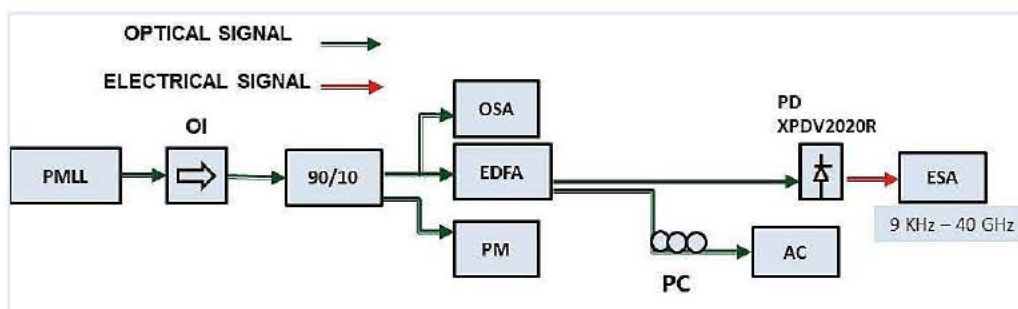 OPTICAL SIGNAL
ELECTRICAL SIGNAL
OI
OSA
PD
XPDV2020R
PMLL
90/10
EDFA
ESA
9 KHz – 40 GHz
PM
PC
AC